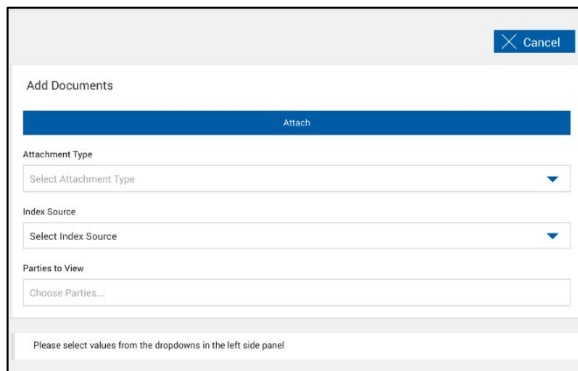 Cancel
Add Documents
Attach
Attachment Type
Select Attachment Type
Index Source
Select Index Source
Parties to View
Choose Parties...
Please select values from the dropdowns in the left side panel